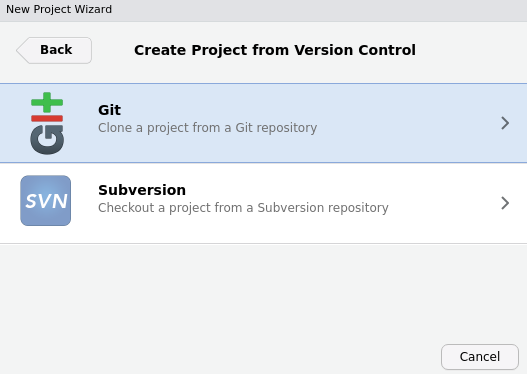 New Project Wizard
Back
Create Project from Version Control
git
Git
Clone a project from a Git repository
SVN
Subversion
Checkout a project from a Subversion repository
Cancel